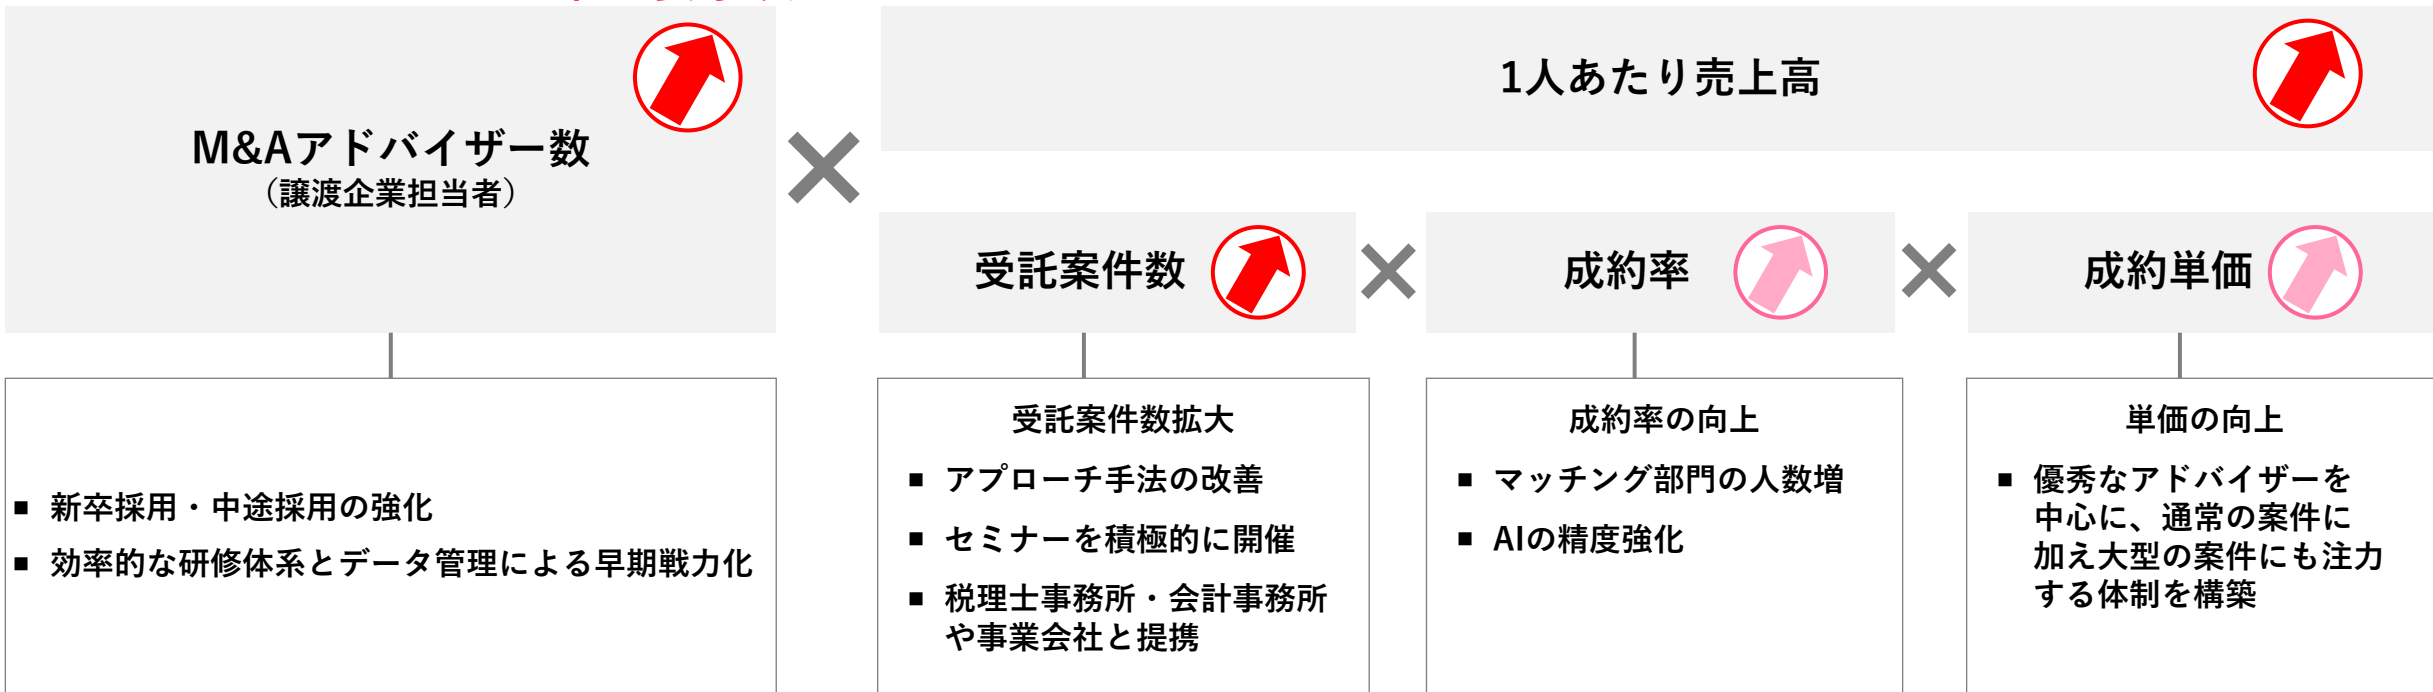 M&Aアドバイザー数
（譲渡企業担当者）
1人あたり売上高
受託案件数
成約率
成約単価
■ 新卒採用・中途採用の強化
■ 効率的な研修体系とデータ管理による早期戦力化
受託案件数拡大
■ アプローチ手法の改善
■ セミナーを積極的に開催
■ 税理士事務所・会計事務所
や事業会社と提携
成約率の向上
■ マッチング部門の人数増
■ AIの精度強化
単価の向上
■ 優秀なアドバイザーを
中心に、通常の案件に
加え大型の案件にも注力
する体制を構築